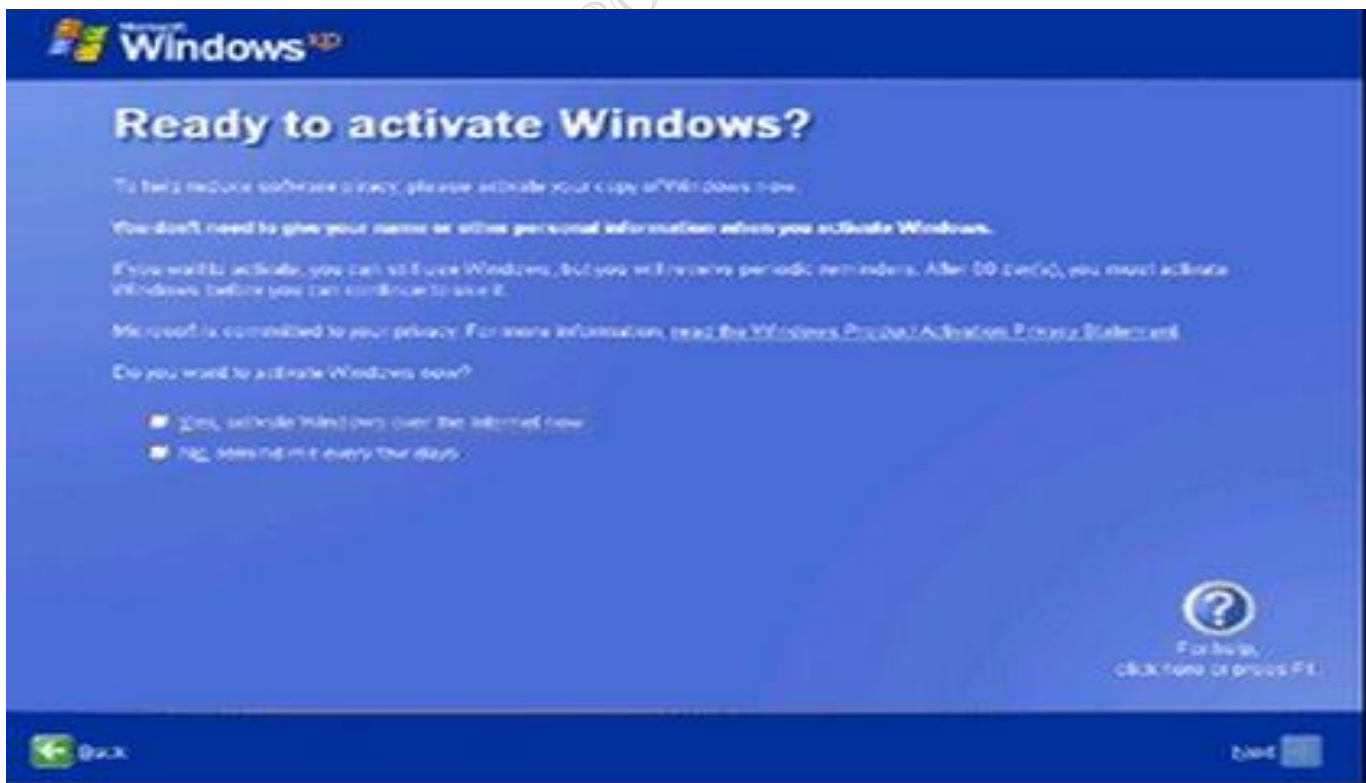 Microsoft
Windows xp
Ready to activate Windows?
To help reduce software piracy, please activate your copy of Windows now.
You don't need to give your name or other personal information when you activate Windows.
If you wait to activate, you can still use Windows, but you will receive periodic reminders. After day(s), you must activate
Windows before you can continue to use it.
Microsoft is committed to your privacy. For more information, read the Windows Product Activation Privacy Statement.
Do you want to activate Windows now?
Yes, activate Windows over the Internet now
No, remind me every few days
For help,
click here or press F1.
Back
Next